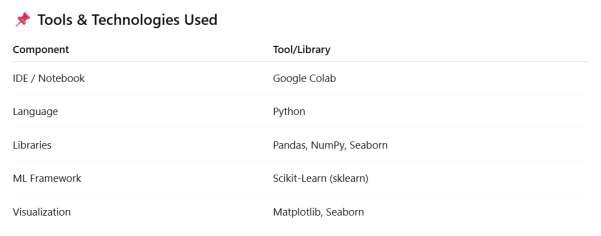 📌 Tools & Technologies Used
Component Tool/Library
IDE / Notebook Google Colab
Language Python
Libraries Pandas, NumPy, Seaborn
ML Framework Scikit-Learn (sklearn)
Visualization Matplotlib, Seaborn